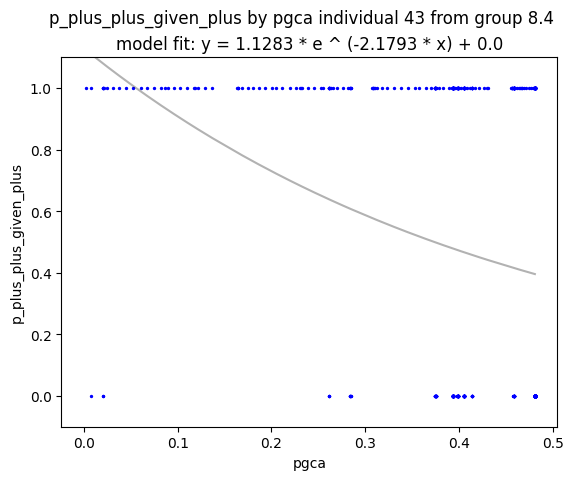 p_plus_plus_given_plus by pgca individual 43 from group 8.4
model fit: y = 1.1283 * e ^ (-2.1793 * x) + 0.0
1.0
0.8
0.6
0.4
0.2
0.0
p_plus_plus_given_plus
0.0 0.1 0.2 0.3 0.4 0.5
pgca